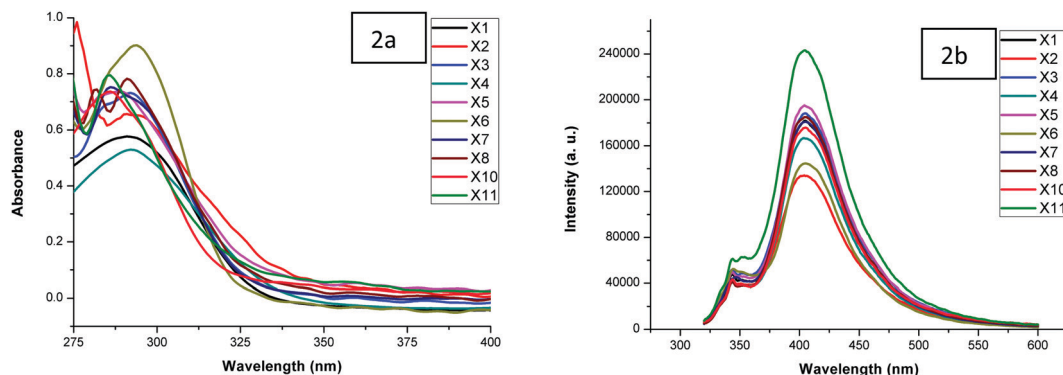 2a
X1
X2
X3
X4
X5
X6
X7
X8
X10
X11
1.0
0.8
0.6
0.4
0.2
0.0
Absorbance
275 300 325 350 375 400
Wavelength (nm)
2b
X1
X2
X3
X4
X5
X6
X7
X8
X10
X11
240000
200000
160000
120000
80000
40000
0
Intensity (a. u.)
300 350 400 450 500 550 600
Wavelength (nm)